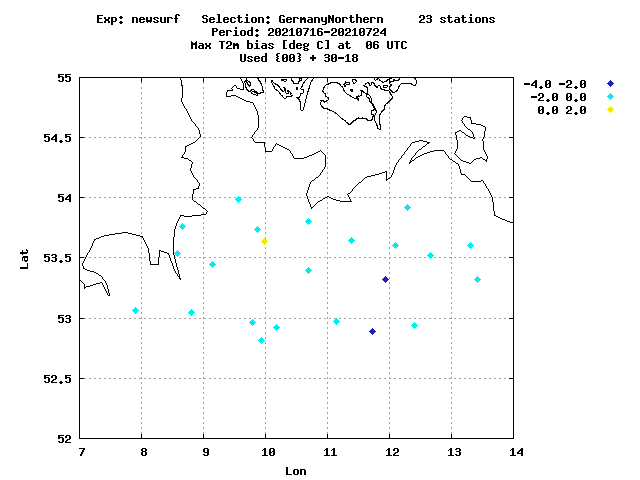 Exp: newsurf   Selection: GermanyNorthern     23 stations
Period: 20210716-20210724
Max T2m bias [deg C] at  06 UTC
Used {00} + 30-18
55
-4.0 -2.0
-2.0 0.0
0.0 2.0
54.5
54
53.5
Lat
53
52.5
52
7 8 9 10 11 12 13 14
Lon